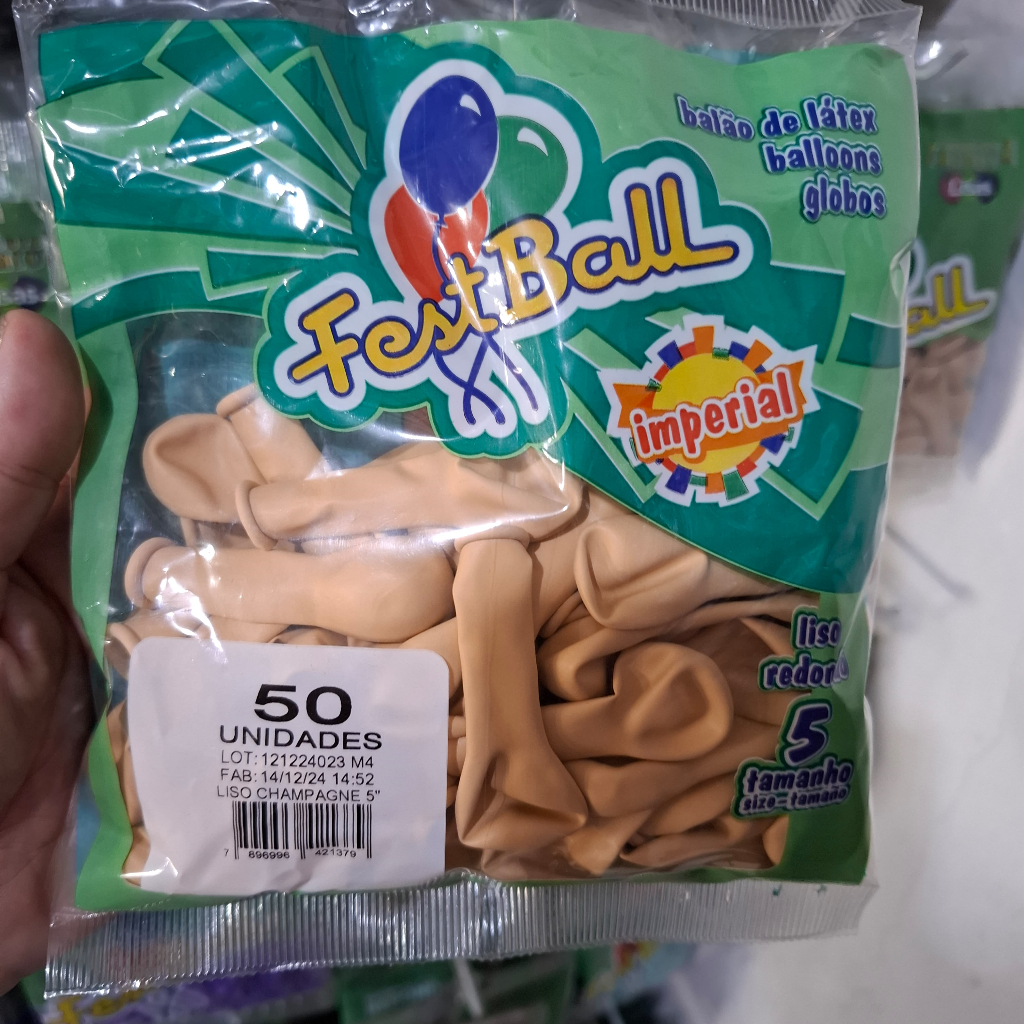 balão de látex
balloons
globos
FestBall
imperial
liso
redondo
5
tamanho
size-tamaño
50
UNIDADES
LOT: 121224023 M4
FAB: 14/12/24 14:52
LISO CHAMPAGNE 5"
7 896996 421379
all